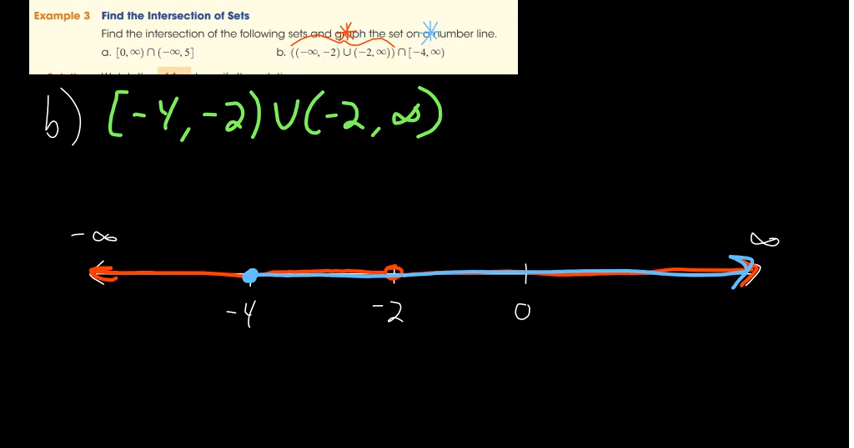 Example 3 Find the Intersection of Sets
Find the intersection of the following sets and graph the set on a number line.
a. [0, ∞) ∩ (−∞, 5] b. ((−∞, −2) ∪ (−2, ∞)) ∩ [−4, ∞)
b) [-4, -2) ∪ (-2, ∞)
-∞ ∞
-4 -2 0